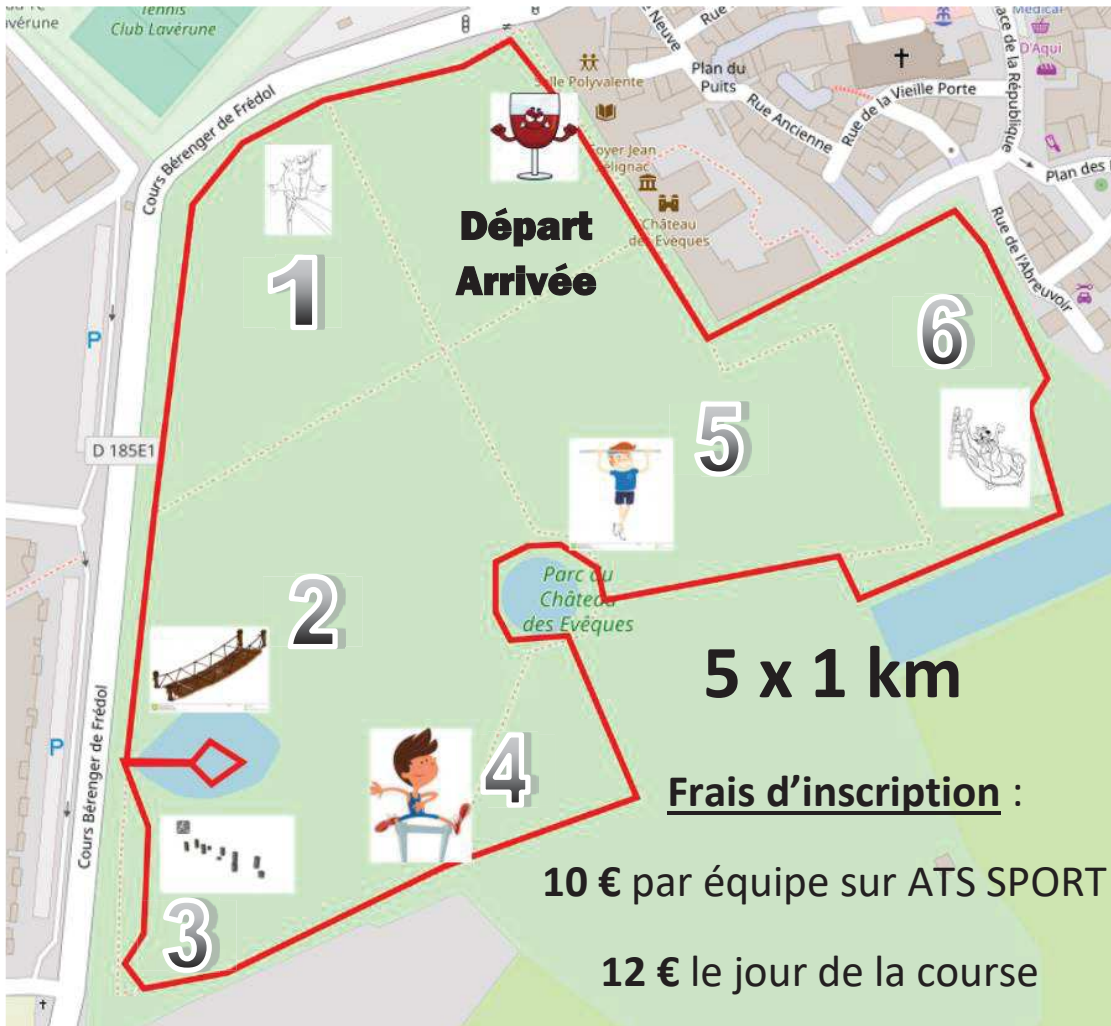 Tennis
Club Lavérune
Cours Bérenger de Frédol
Rue
Neuve
Plan du
Puits
Rue Ancienne
Rue de la Vieille Porte
Médical
D'Aqui
Place de la République
Plan des
Rue de l'Abreuvoir
Salle Polyvalente
Foyer Jean
Château
des Evêques
Départ
Arrivée
1
6
P
D 185E1
5
2
Parc du
Château
des Evêques
5 x 1 km
P
Cours Bérenger de Frédol
4
Frais d'inscription :
10 € par équipe sur ATS SPORT
3
12 € le jour de la course